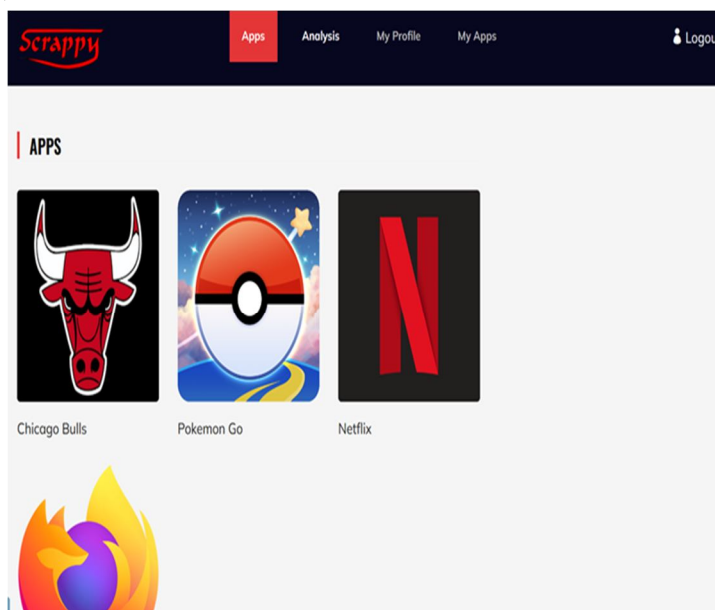 Scrappy
Apps Analysis My Profile My Apps Logou
APPS
N
Chicago Bulls Pokemon Go Netflix